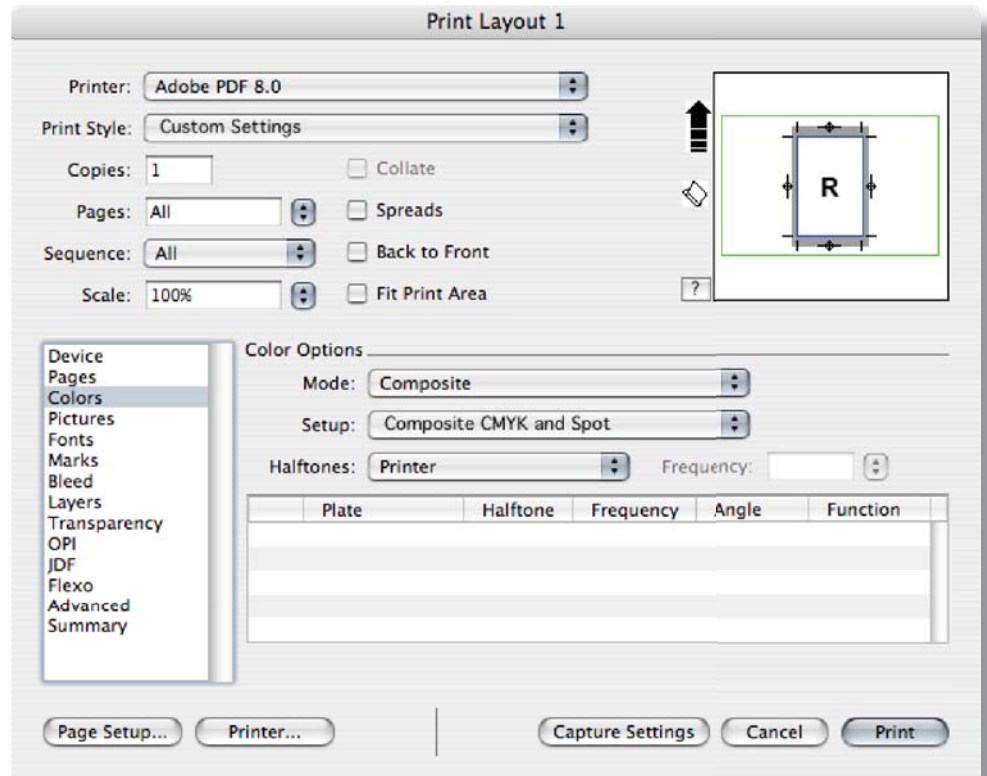 Print Layout 1
Printer: Adobe PDF 8.0
Print Style: Custom Settings
Copies: 1 Collate
Pages: All Spreads
Sequence: All Back to Front
Scale: 100% Fit Print Area
R
?
Device
Pages
Colors
Pictures
Fonts
Marks
Bleed
Layers
Transparency
OPI
JDF
Flexo
Advanced
Summary
Color Options
Mode: Composite
Setup: Composite CMYK and Spot
Halftones: Printer Frequency:
Plate Halftone Frequency Angle Function
Page Setup... Printer... Capture Settings Cancel Print